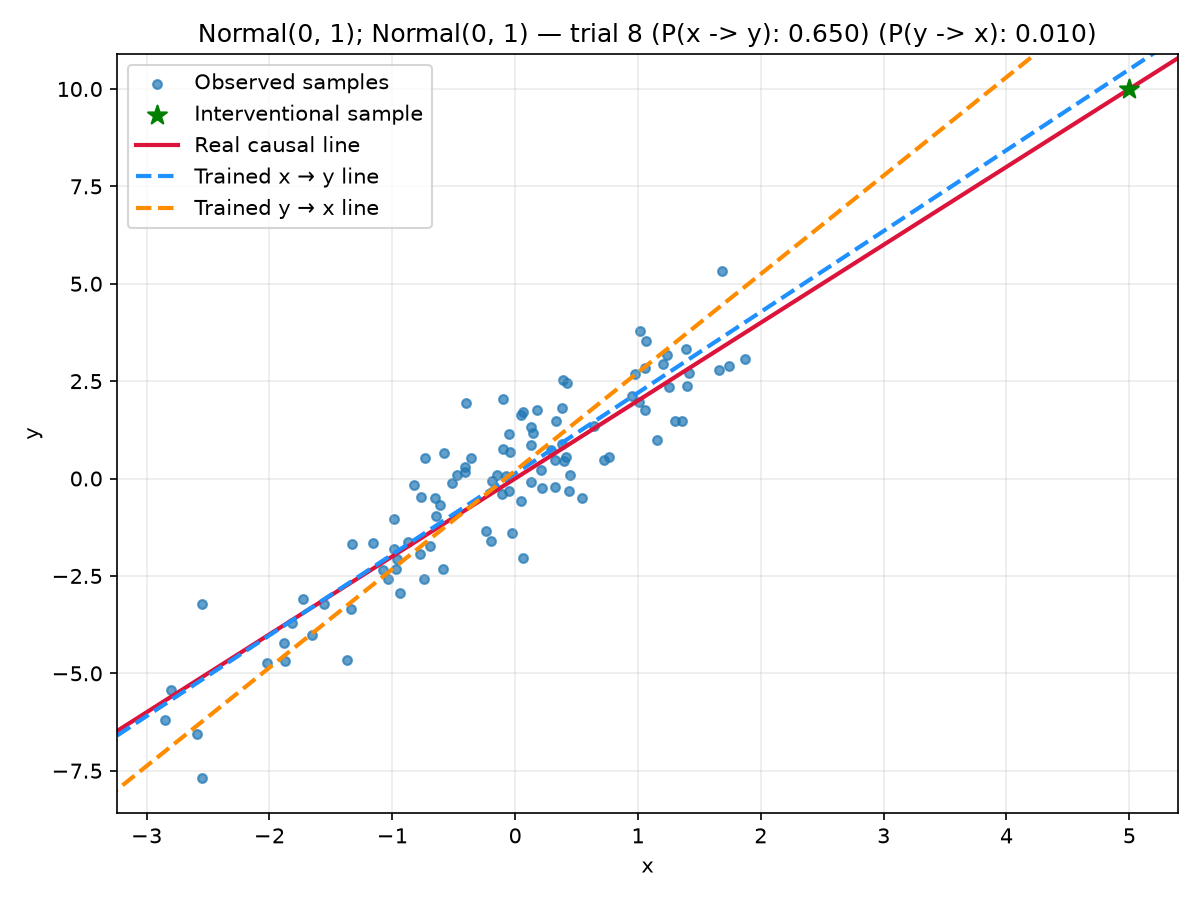 Normal(0, 1); Normal(0, 1) — trial 8 (P(x -> y): 0.650) (P(y -> x): 0.010)
Observed samples
Interventional sample
Real causal line
Trained x → y line
Trained y → x line
10.0
7.5
5.0
2.5
0.0
−2.5
−5.0
−7.5
y
−3 −2 −1 0 1 2 3 4 5
x